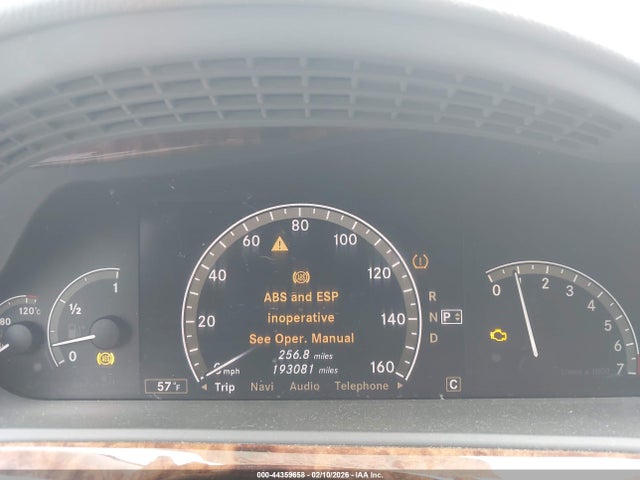 80 120°C
1
1/2
0
80
60 100
40 120
20 140
mph 160
ABS and ESP
inoperative
See Oper. Manual
256.8 miles
193081 miles
57°F
Trip Navi Audio Telephone
R
N P
D
C
0 1 2 3 4 5 6 7
000-44359658 - 02/10/2026 - IAA Inc.